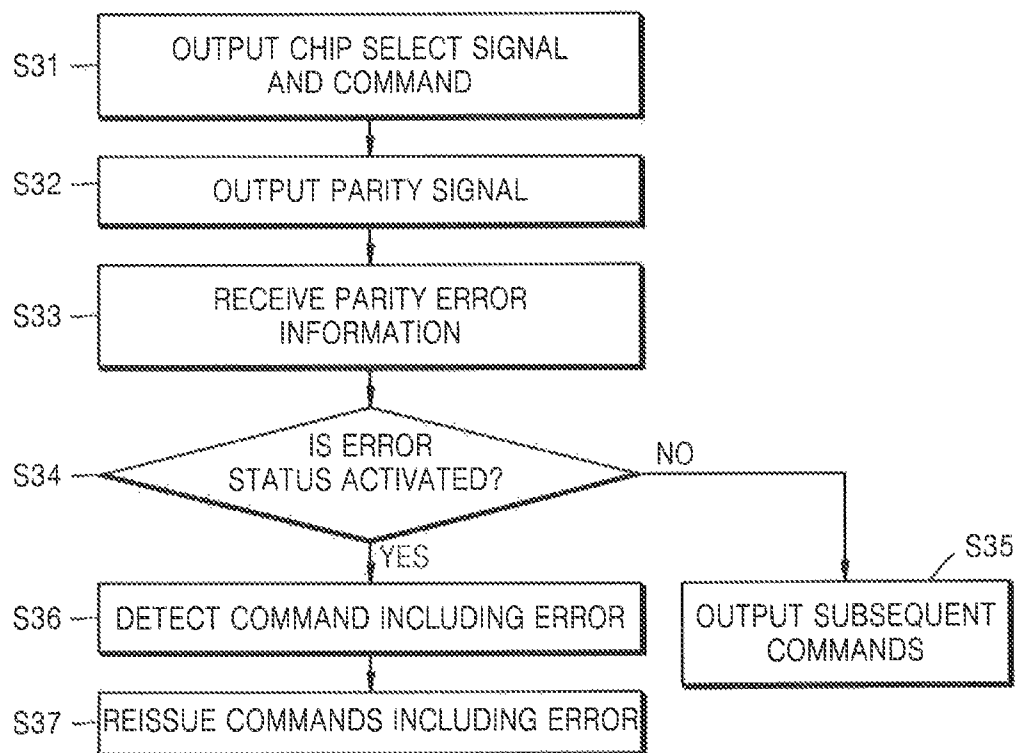 S31
OUTPUT CHIP SELECT SIGNAL
AND COMMAND
S32
OUTPUT PARITY SIGNAL
S33
RECEIVE PARITY ERROR
INFORMATION
S34
IS ERROR
STATUS ACTIVATED?
NO
YES
S35
OUTPUT SUBSEQUENT
COMMANDS
S36
DETECT COMMAND INCLUDING ERROR
S37
REISSUE COMMANDS INCLUDING ERROR